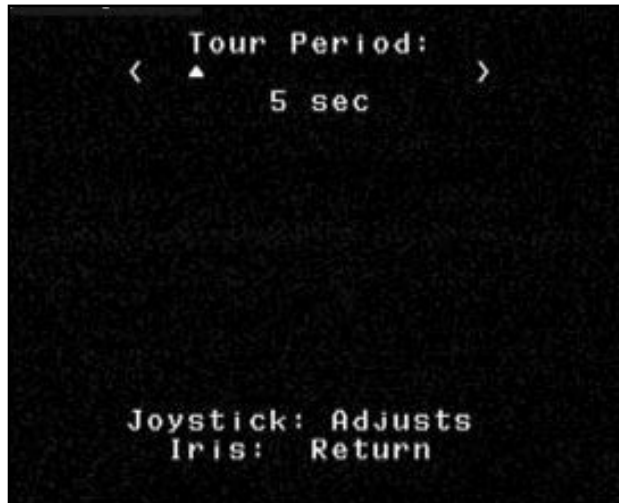 Tour Period:
< ▲ >
5 sec
Joystick: Adjusts
Iris: Return